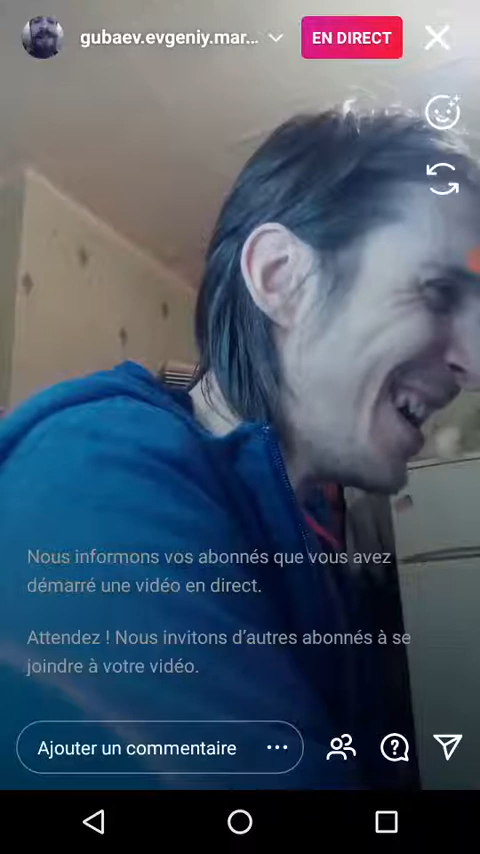 gubaev.evgeniy.mar...
EN DIRECT
Nous informons vos abonnés que vous avez
démarré une vidéo en direct.
Attendez ! Nous invitons d'autres abonnés à se
joindre à votre vidéo.
Ajouter un commentaire